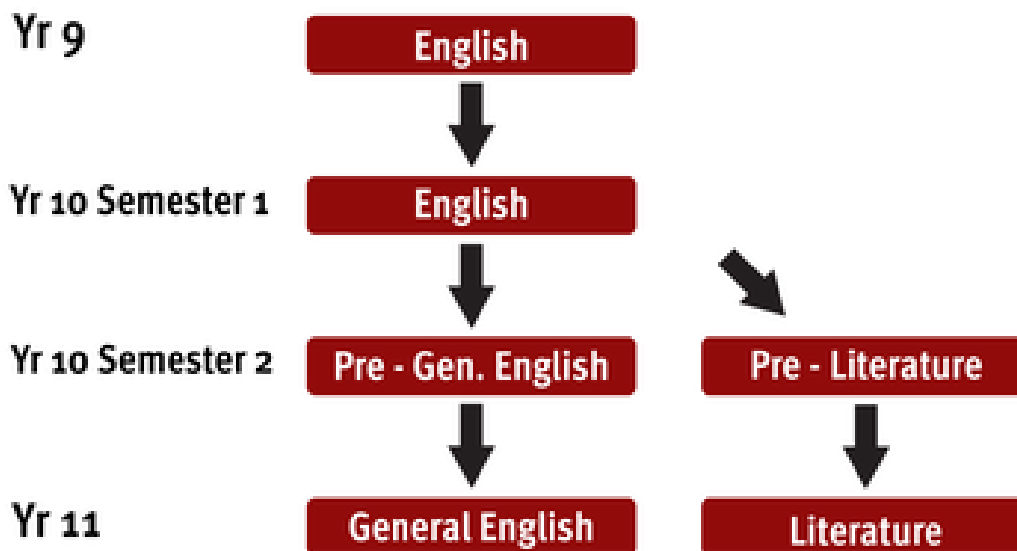 Yr 9
English
Yr 10 Semester 1
English
Yr 10 Semester 2
Pre - Gen. English
Pre - Literature
Yr 11
General English
Literature